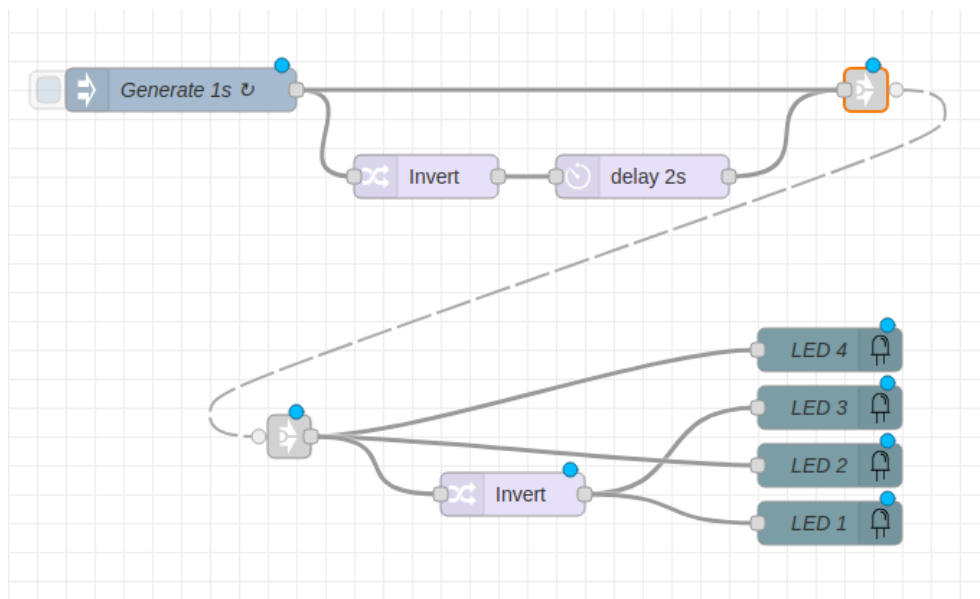 Generate 1s ↻
Invert
delay 2s
LED 4
LED 3
LED 2
Invert
LED 1